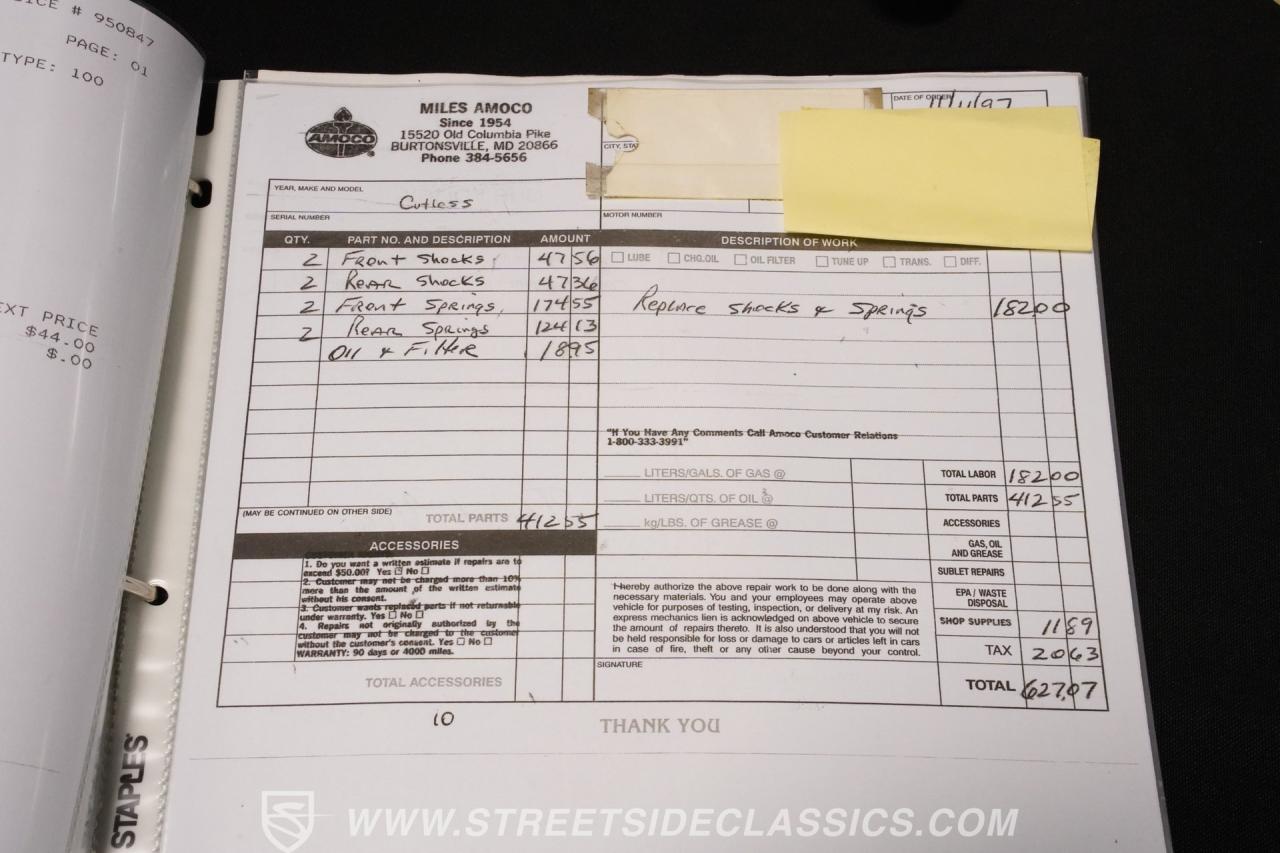 ICE # 950847
PAGE: 01
TYPE: 100
EXT PRICE
$44.00
$.00
STAPLES
AMOCO
MILES AMOCO
Since 1954
15520 Old Columbia Pike
BURTONSVILLE, MD 20866
Phone 384-5656
DATE OF ORDER 11/11/97
CITY, STA
YEAR, MAKE AND MODEL
Cutless
SERIAL NUMBER
MOTOR NUMBER
QTY. PART NO. AND DESCRIPTION AMOUNT DESCRIPTION OF WORK
☐ LUBE ☐ CHG.OIL ☐ OIL FILTER ☐ TUNE UP ☐ TRANS. ☐ DIFF.
2 Front Shocks 47 56
2 Rear Shocks 47 36
2 Front Springs 174 55 Replace Shocks & Springs 182 00
2 Rear Springs 124 13
Oil & Filter 18 95
"If You Have Any Comments Call Amoco Customer Relations
1-800-333-3991"
LITERS/GALS. OF GAS @ TOTAL LABOR 182 00
LITERS/QTS. OF OIL @ TOTAL PARTS 412 55
(MAY BE CONTINUED ON OTHER SIDE) TOTAL PARTS 412 55
kg/LBS. OF GREASE @ ACCESSORIES
ACCESSORIES
GAS, OIL
AND GREASE
SUBLET REPAIRS
EPA / WASTE
DISPOSAL
SHOP SUPPLIES 11 89
TAX 20 63
TOTAL 627.07
1. Do you want a written estimate if repairs are to
exceed $50.00? Yes ☐ No ☐
2. Customer may not be charged more than 10%
more than the amount of the written estimate
without his consent.
3. Customer wants replaced parts if not returnable
under warranty. Yes ☐ No ☐
4. Repairs not originally authorized by the
customer may not be charged to the customer
without the customer's consent. Yes ☐ No ☐
WARRANTY: 90 days or 4000 miles.
TOTAL ACCESSORIES
I hereby authorize the above repair work to be done along with the
necessary materials. You and your employees may operate above
vehicle for purposes of testing, inspection, or delivery at my risk. An
express mechanics lien is acknowledged on above vehicle to secure
the amount of repairs thereto. It is also understood that you will not
be held responsible for loss or damage to cars or articles left in cars
in case of fire, theft or any other cause beyond your control.
SIGNATURE
10
THANK YOU
WWW.STREETSIDECLASSICS.COM